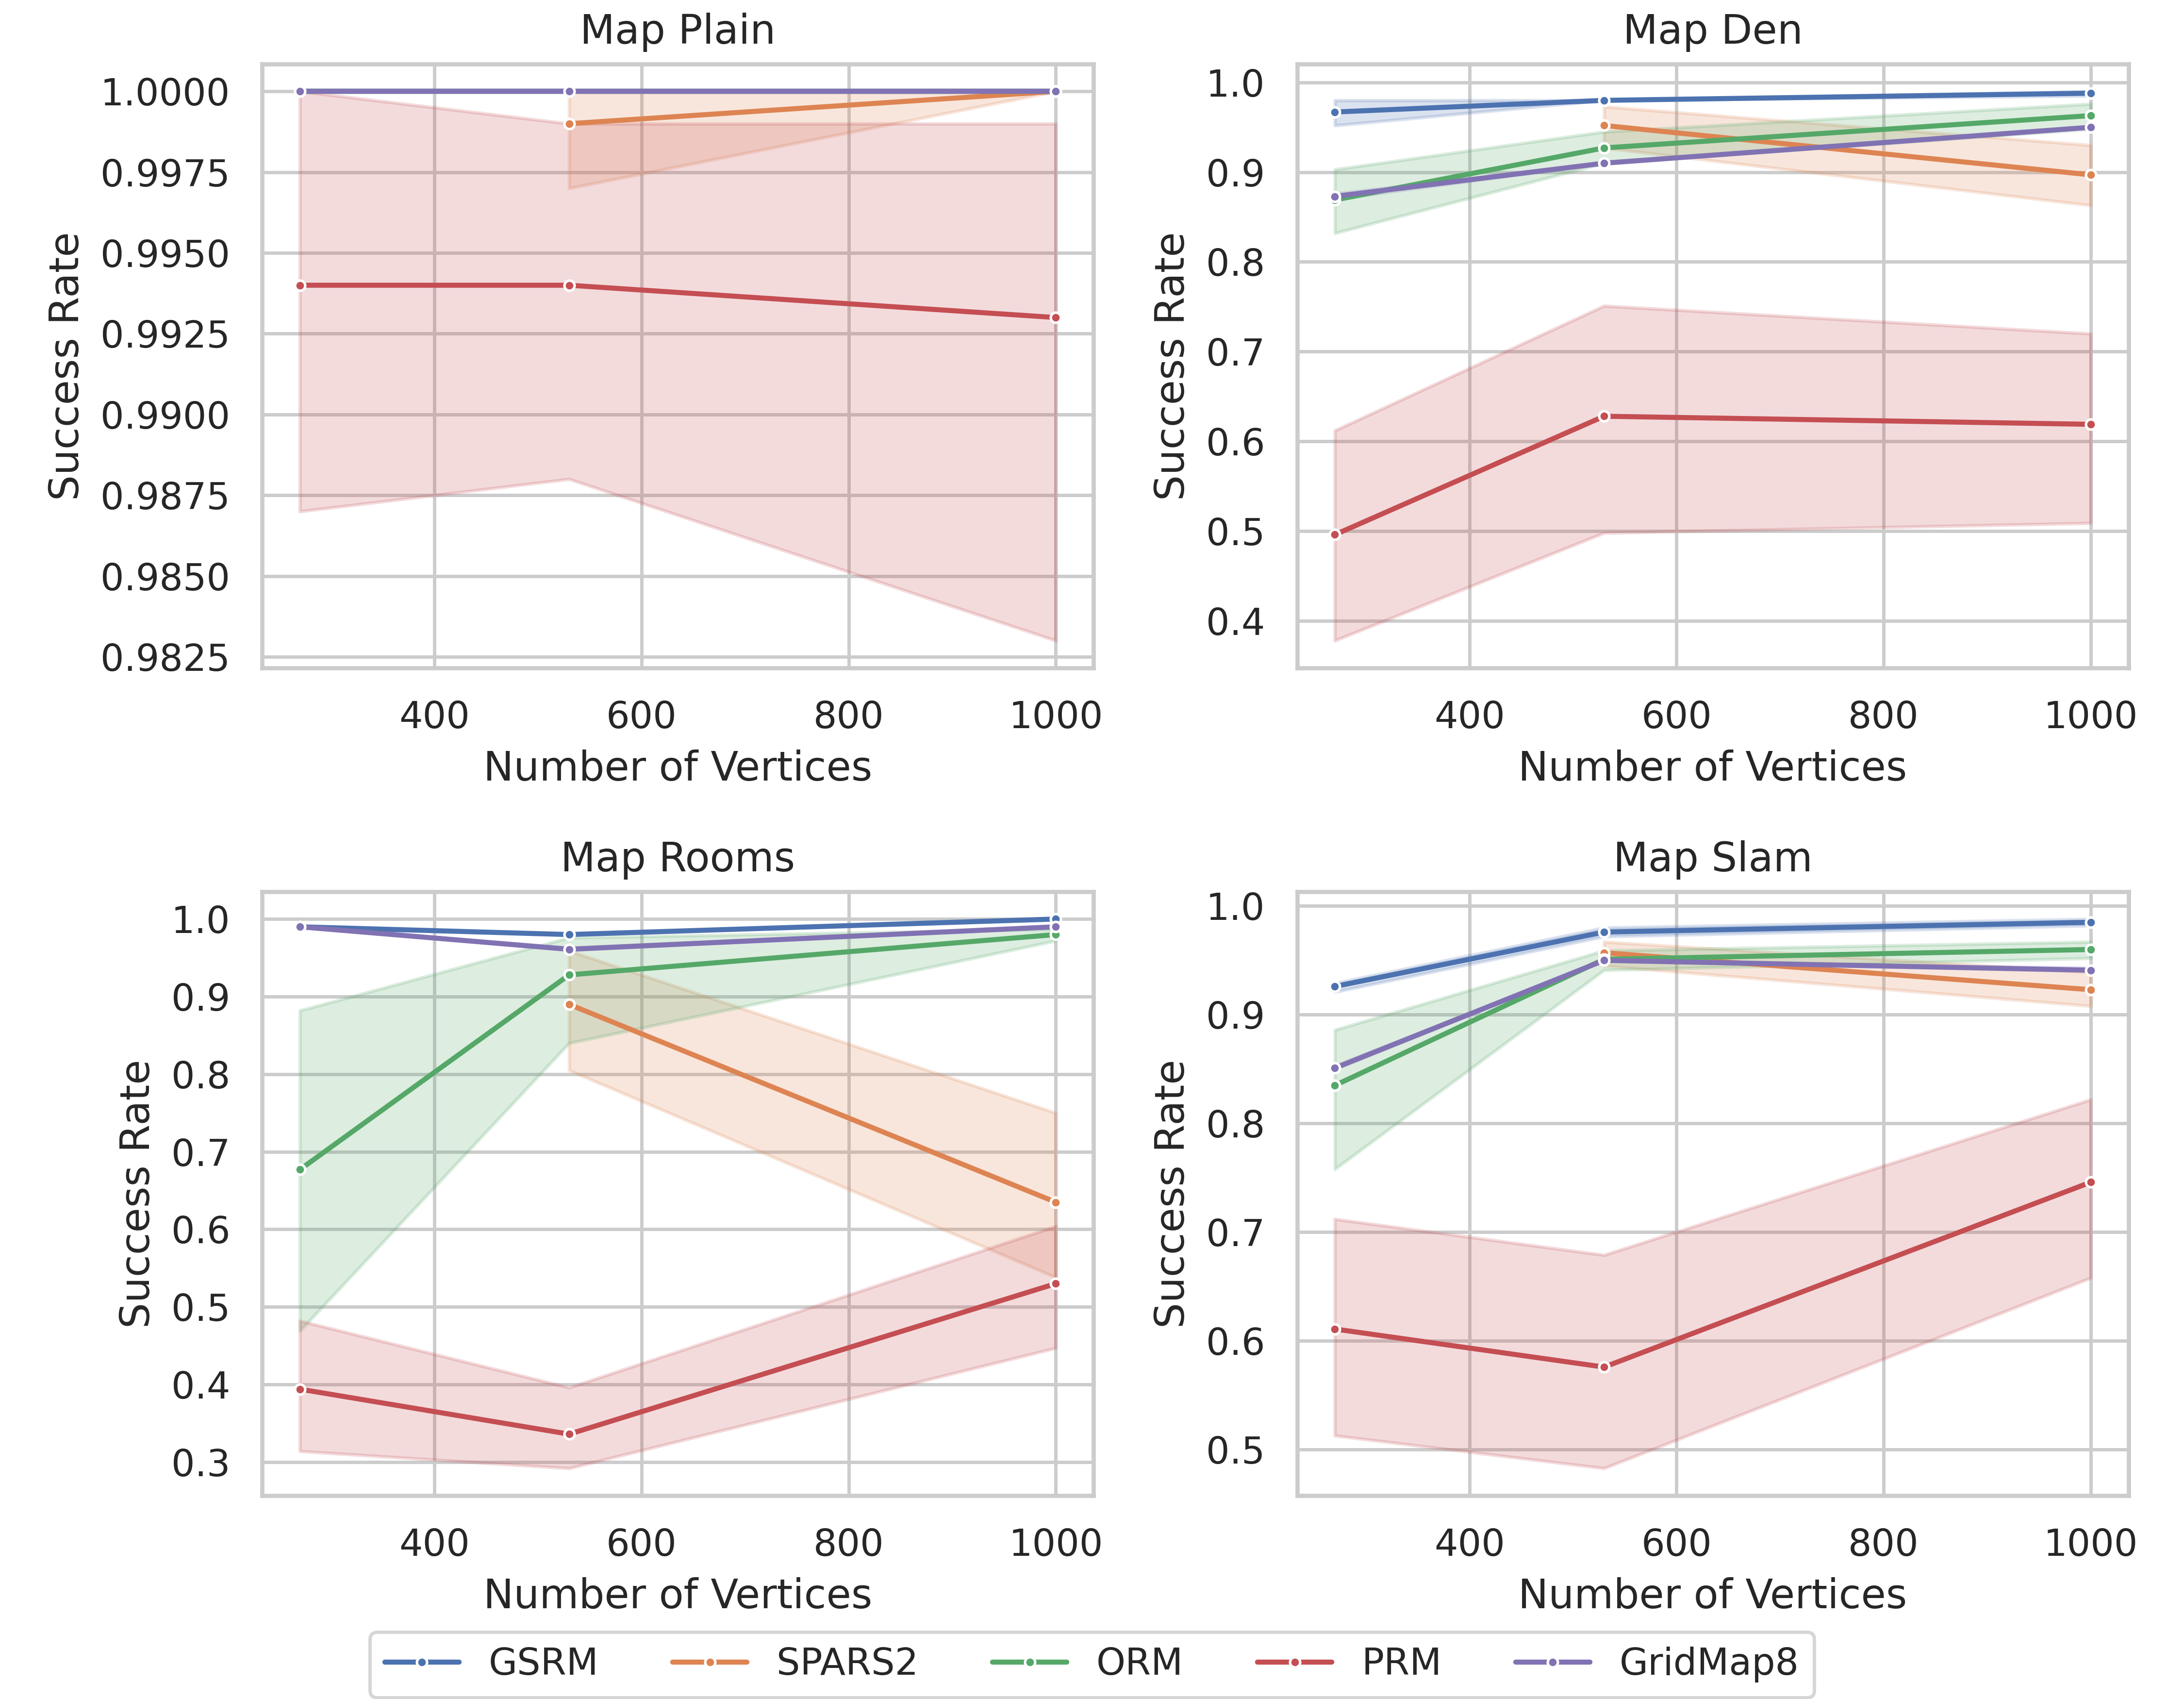 Map Plain
1.0000
0.9975
0.9950
0.9925
0.9900
0.9875
0.9850
0.9825
Success Rate
400 600 800 1000
Number of Vertices
Map Den
1.0
0.9
0.8
0.7
0.6
0.5
0.4
Success Rate
400 600 800 1000
Number of Vertices
Map Rooms
1.0
0.9
0.8
0.7
0.6
0.5
0.4
0.3
Success Rate
400 600 800 1000
Number of Vertices
Map Slam
1.0
0.9
0.8
0.7
0.6
0.5
Success Rate
400 600 800 1000
Number of Vertices
GSRM SPARS2 ORM PRM GridMap8